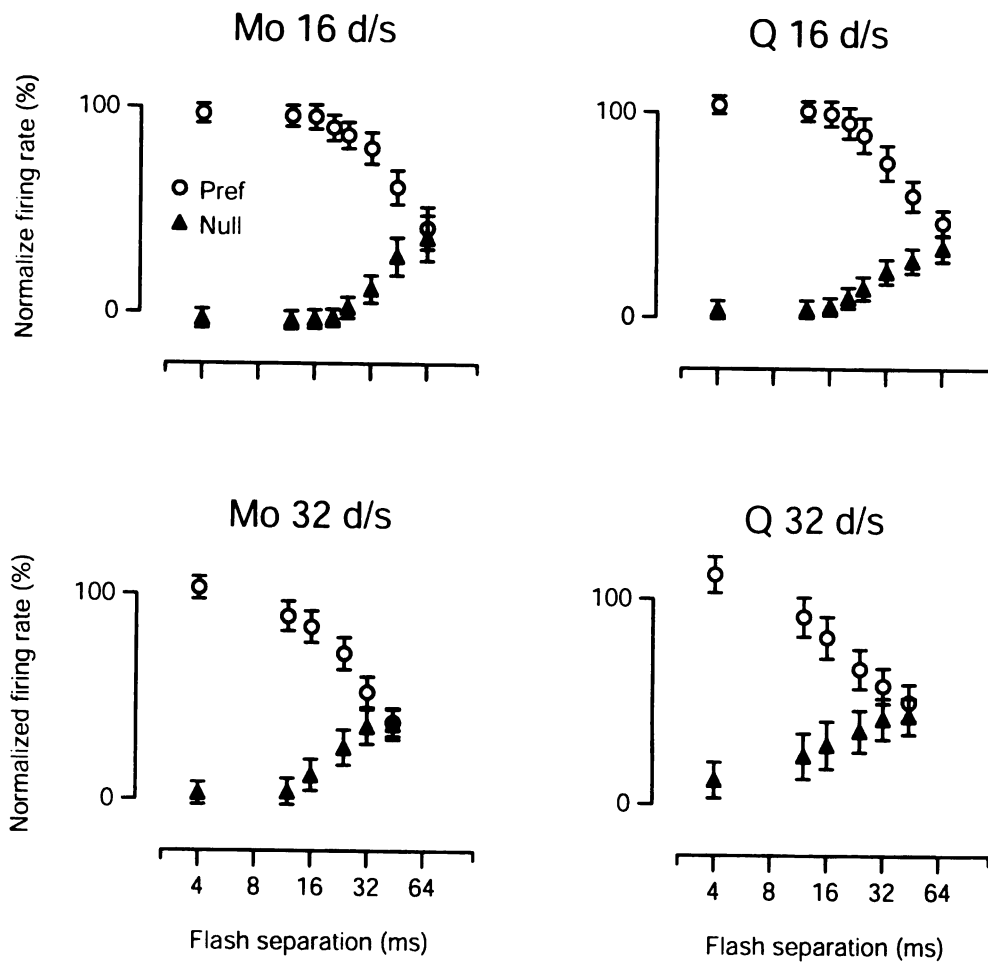 Mo 16 d/s
Q 16 d/s
Normalize firing rate (%)
100
0
Pref
Null
100
0
Mo 32 d/s
Q 32 d/s
Normalized firing rate (%)
100
0
100
0
4 8 16 32 64
4 8 16 32 64
Flash separation (ms)
Flash separation (ms)